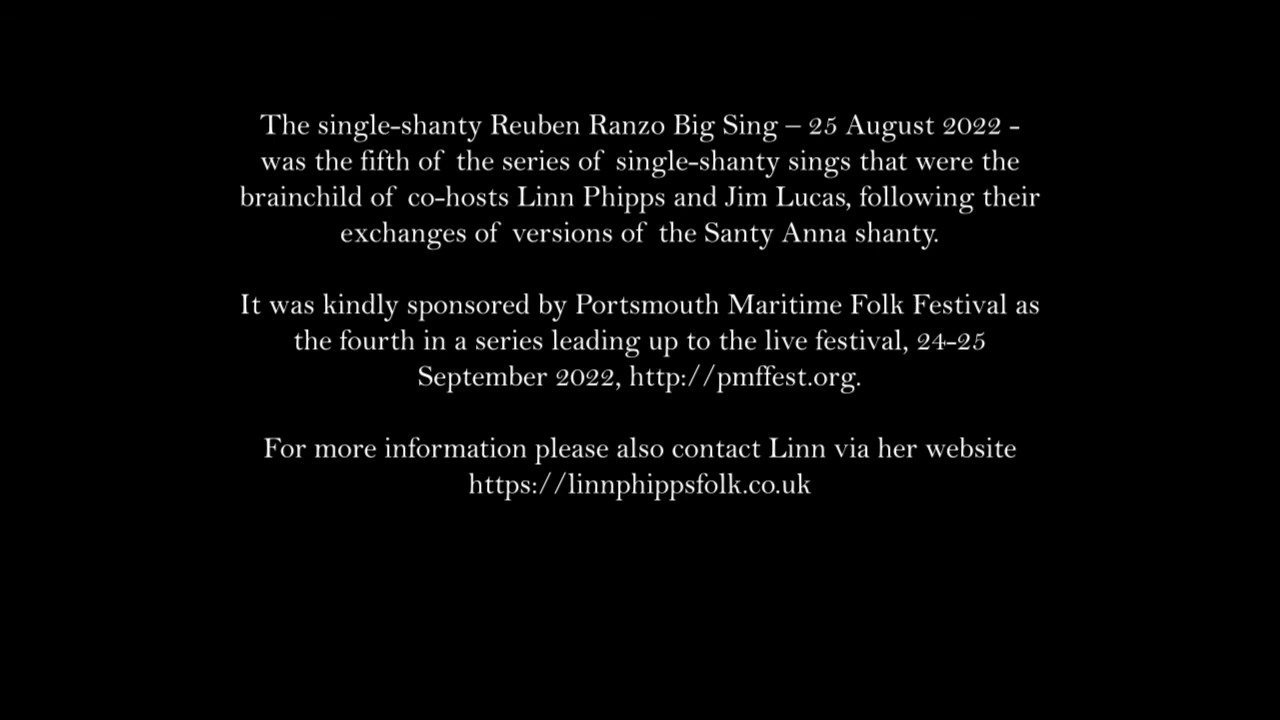 The single-shanty Reuben Ranzo Big Sing – 25 August 2022 -
was the fifth of the series of single-shanty sings that were the
brainchild of co-hosts Linn Phipps and Jim Lucas, following their
exchanges of versions of the Santy Anna shanty.
It was kindly sponsored by Portsmouth Maritime Folk Festival as
the fourth in a series leading up to the live festival, 24-25
September 2022, http://pmffest.org.
For more information please also contact Linn via her website
https://linnphippsfolk.co.uk